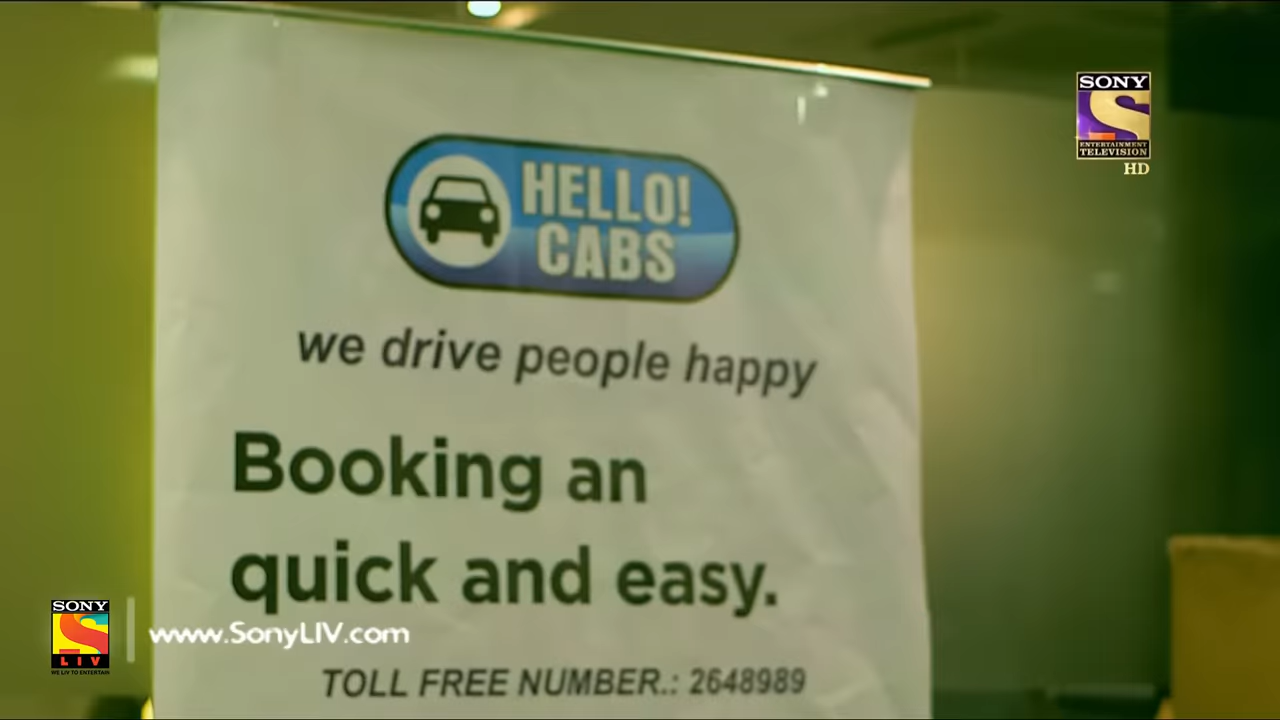 SONY
ENTERTAINMENT
TELEVISION
HD
HELLO!
CABS
we drive people happy
Booking an
quick and easy.
TOLL FREE NUMBER.: 2648989
SONY
LIV
WE LIV TO ENTERTAIN
www.SonyLIV.com